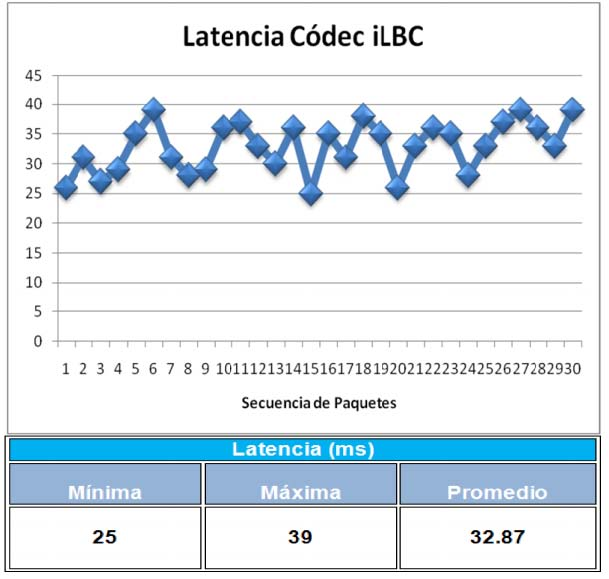 Latencia Códec iLBC
45
40
35
30
25
20
15
10
5
0
1 2 3 4 5 6 7 8 9 10 11 12 13 14 15 16 17 18 19 20 21 22 23 24 25 26 27 28 29 30
Secuencia de Paquetes
Latencia (ms)
Mínima Máxima Promedio
25 39 32.87